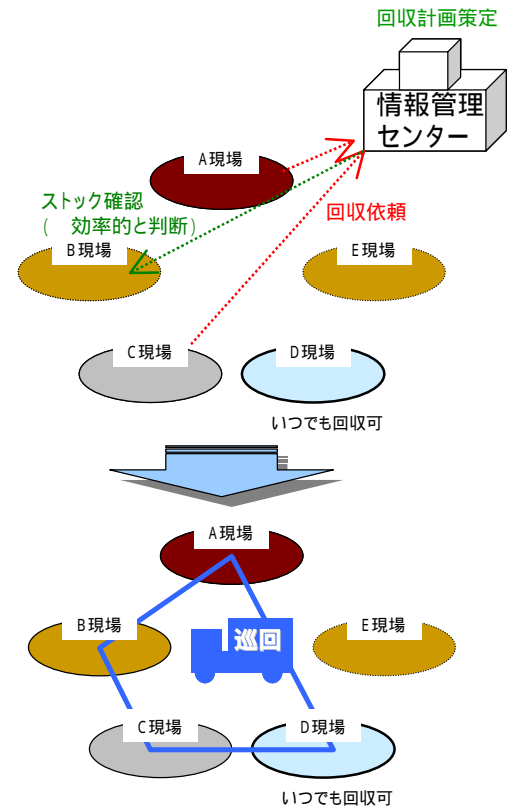 回収計画策定
情報管理
センター
A現場
ストック確認
(　効率的と判断)
回収依頼
B現場
E現場
C現場
D現場
いつでも回収可
A現場
B現場
巡回
E現場
C現場
D現場
いつでも回収可